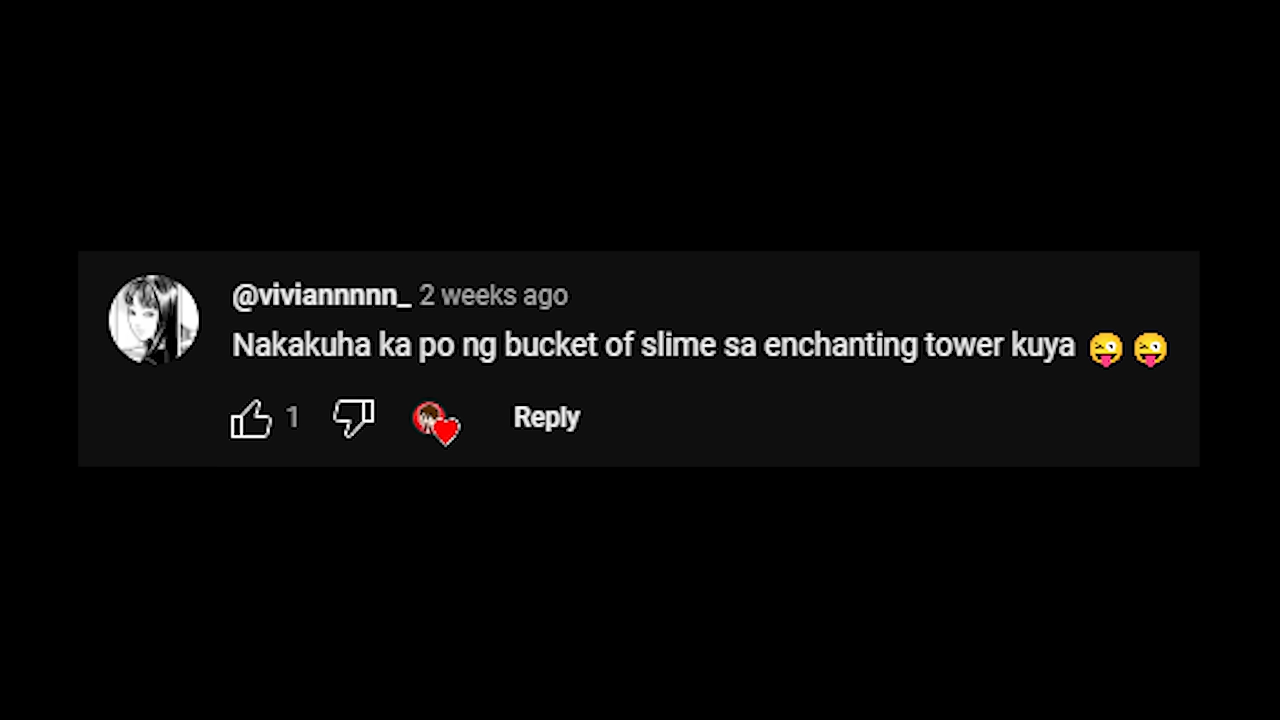 @viviannnnn_ 2 weeks ago
Nakakuha ka po ng bucket of slime sa enchanting tower kuya 😜😜
1 Reply